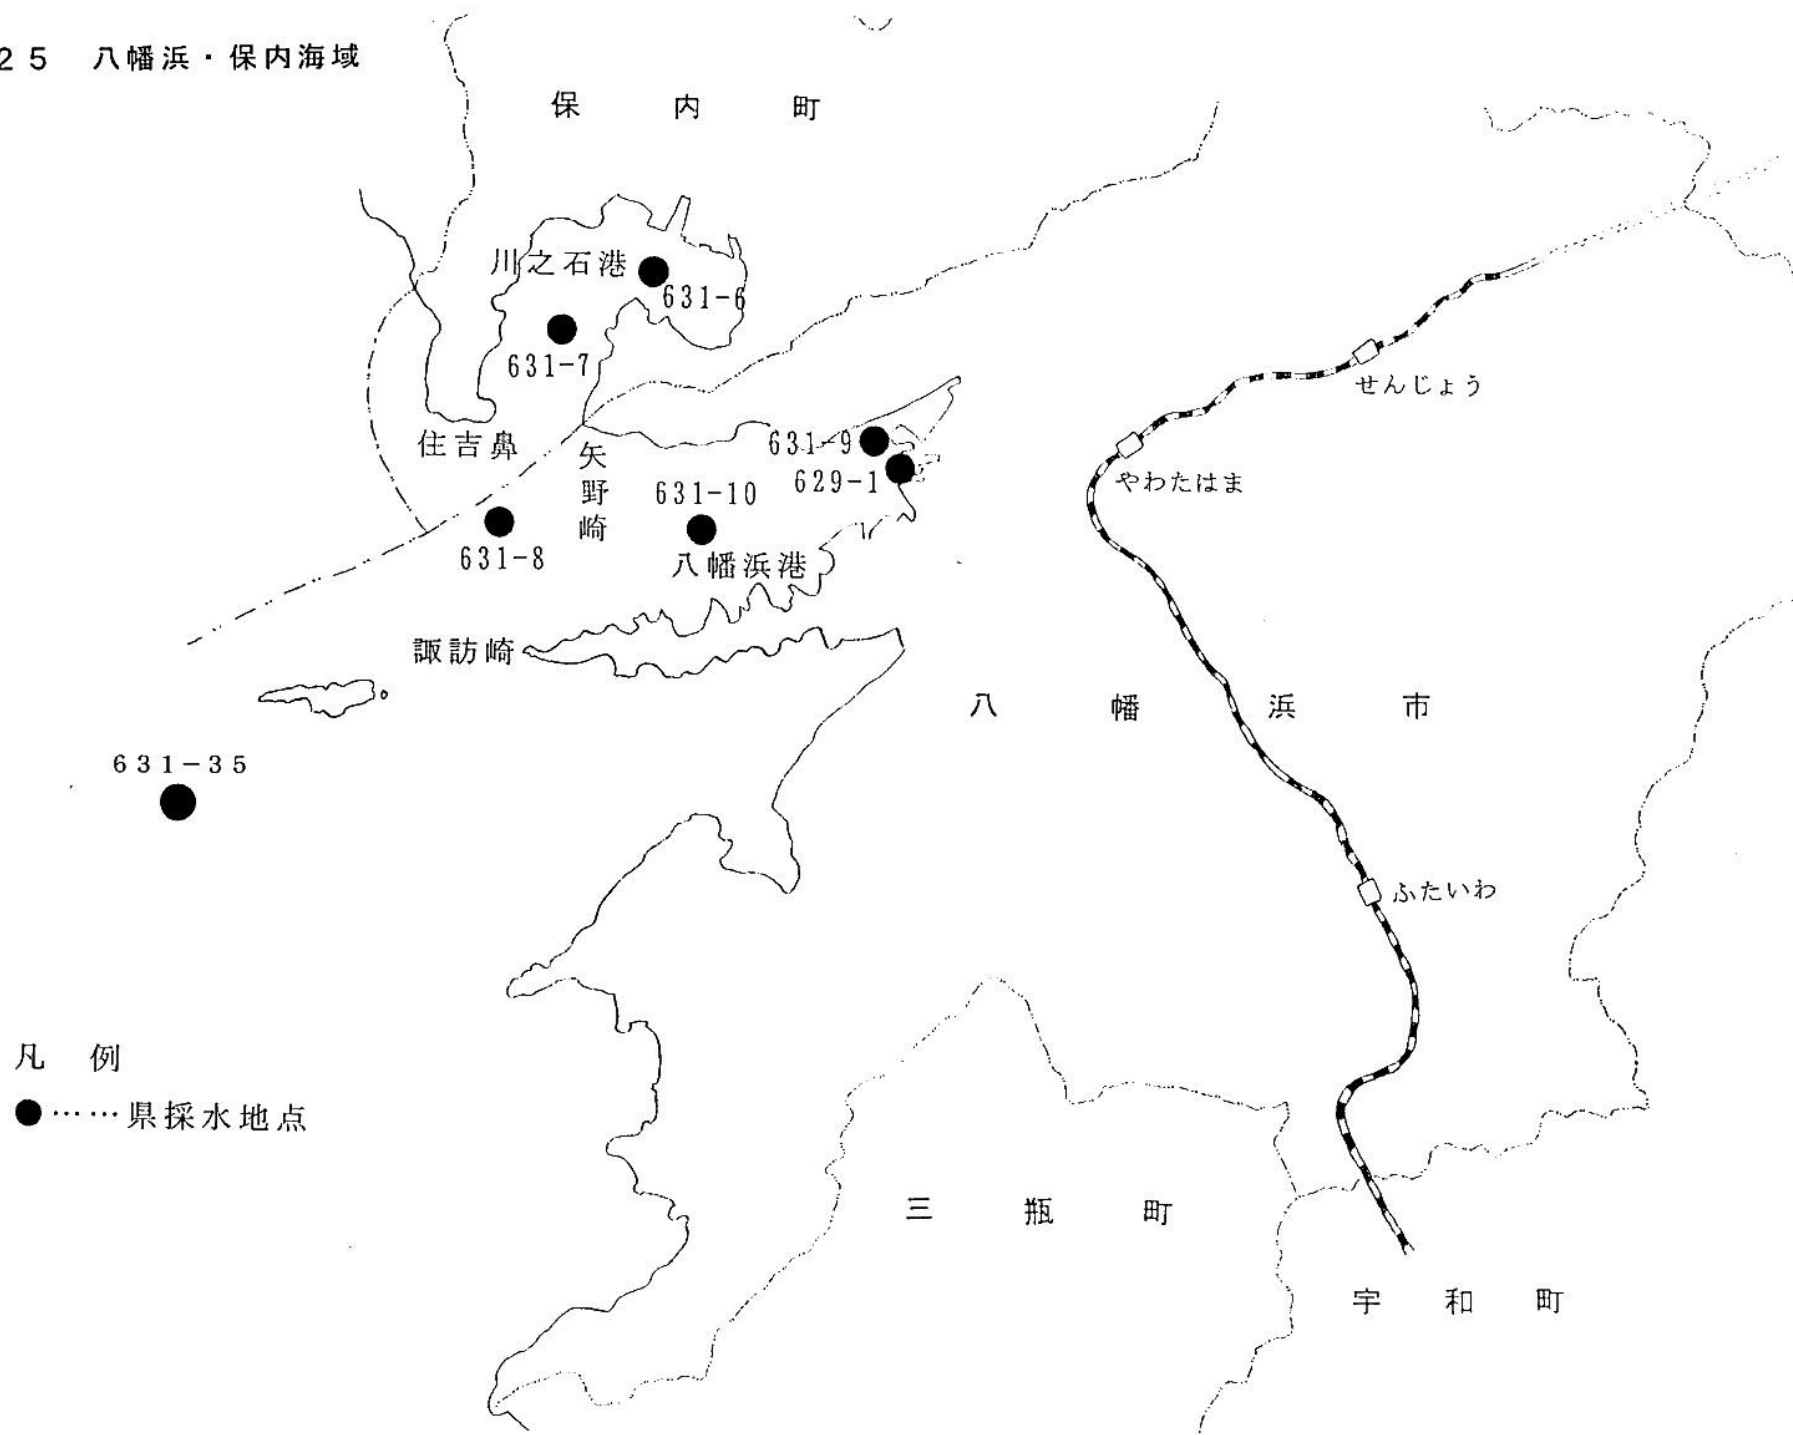 25 八幡浜・保内海域
保内町
川之石港
631-6
631-7
せんじょう
住吉鼻
矢野崎
631-9
629-1
やわたはま
631-10
631-8
八幡浜港
諏訪崎
八幡浜市
631-35
ふたいわ
凡例
●……県採水地点
三瓶町
宇和町